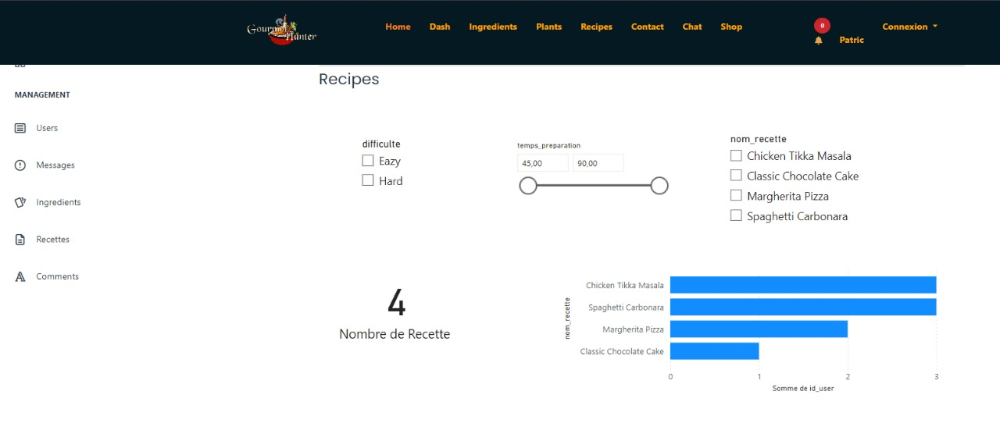 Gourmet Hunter
Home Dash Ingredients Plants Recipes Contact Chat Shop
0
Patric
Connexion
MANAGEMENT
Users
Messages
Ingredients
Recettes
Comments
Recipes
difficulte
Eazy
Hard
temps_preparation
45,00 90,00
nom_recette
Chicken Tikka Masala
Classic Chocolate Cake
Margherita Pizza
Spaghetti Carbonara
4
Nombre de Recette
nom_recette
Chicken Tikka Masala
Spaghetti Carbonara
Margherita Pizza
Classic Chocolate Cake
0 1 2 3
Somme de id_user